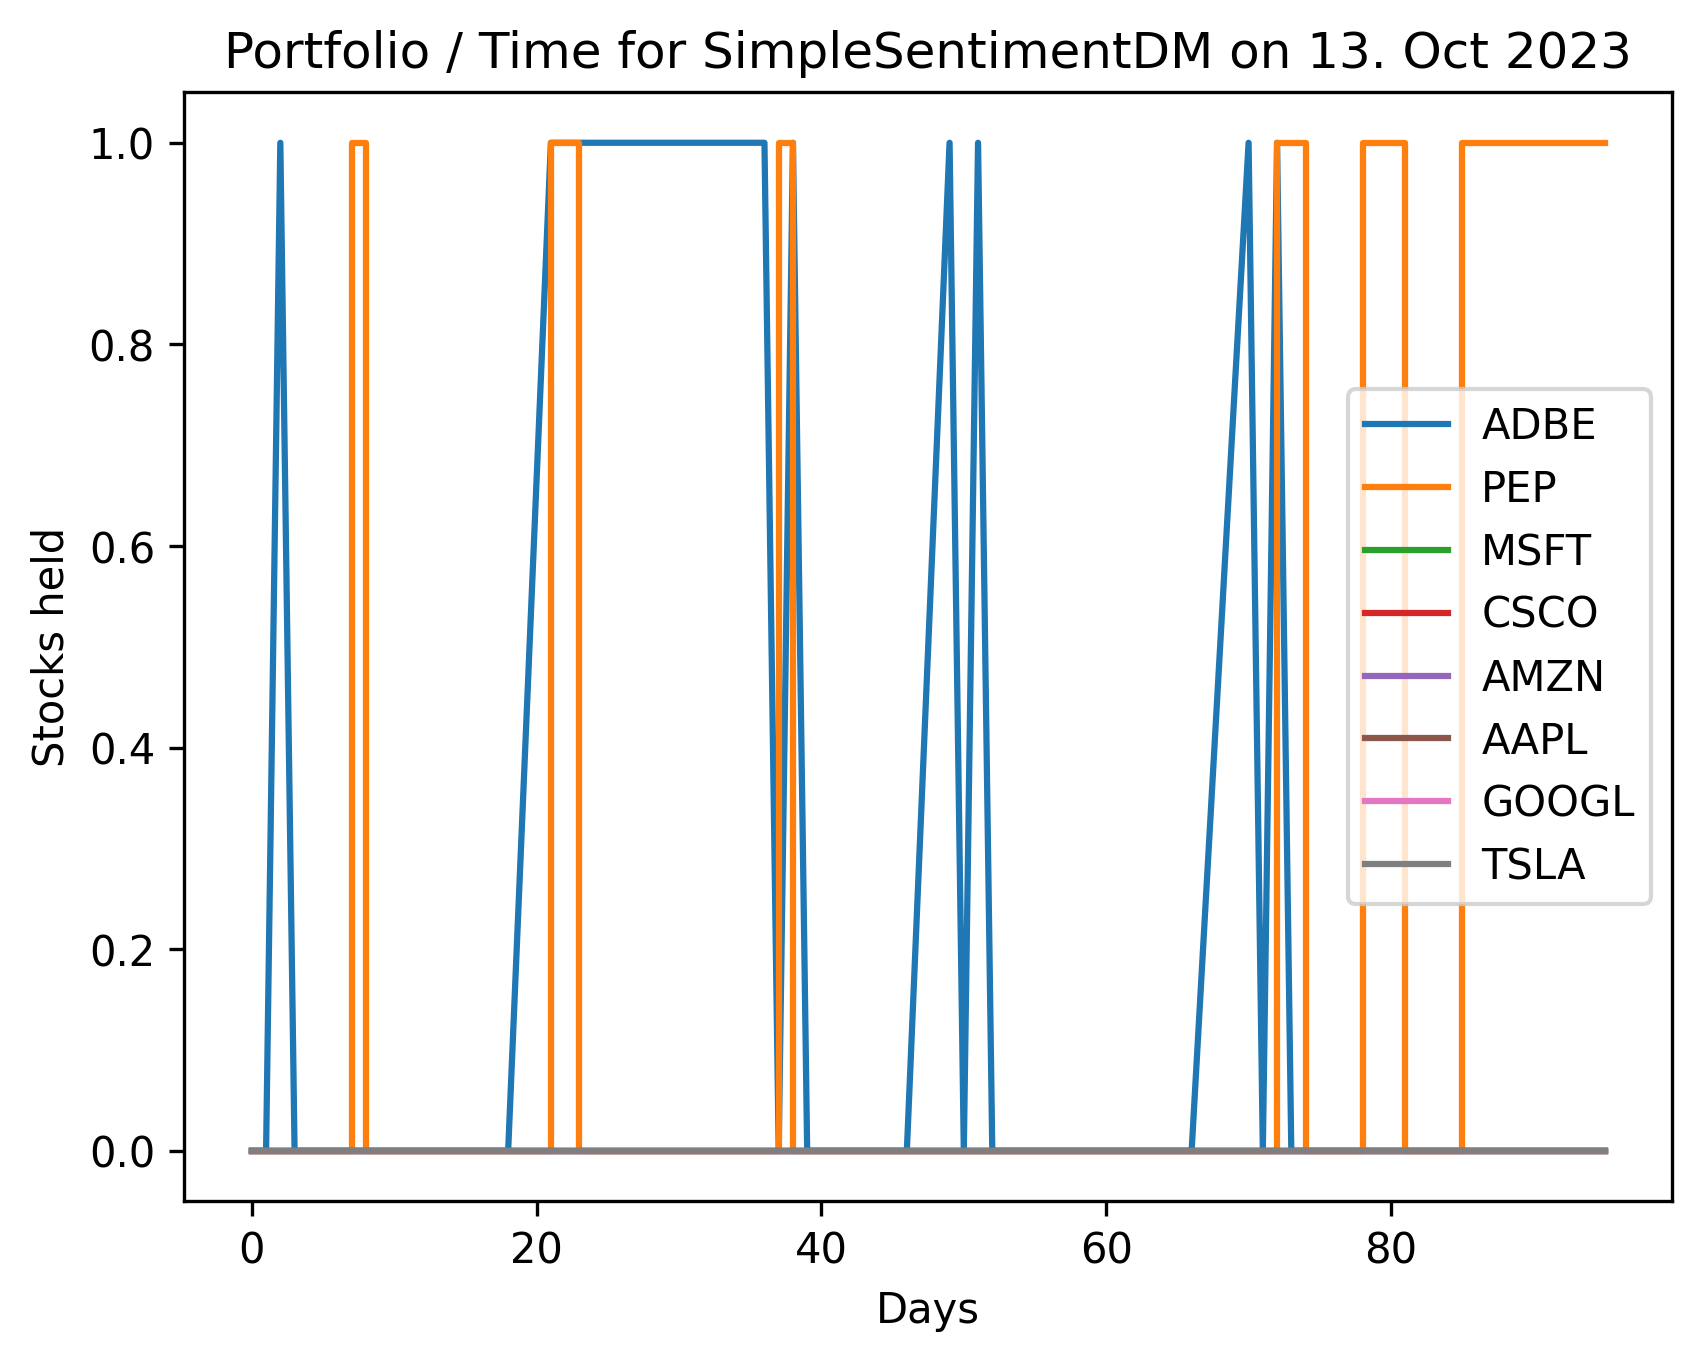 Portfolio / Time for SimpleSentimentDM on 13. Oct 2023
1.0
0.8
0.6
0.4
0.2
0.0
Stocks held
ADBE
PEP
MSFT
CSCO
AMZN
AAPL
GOOGL
TSLA
0 20 40 60 80
Days